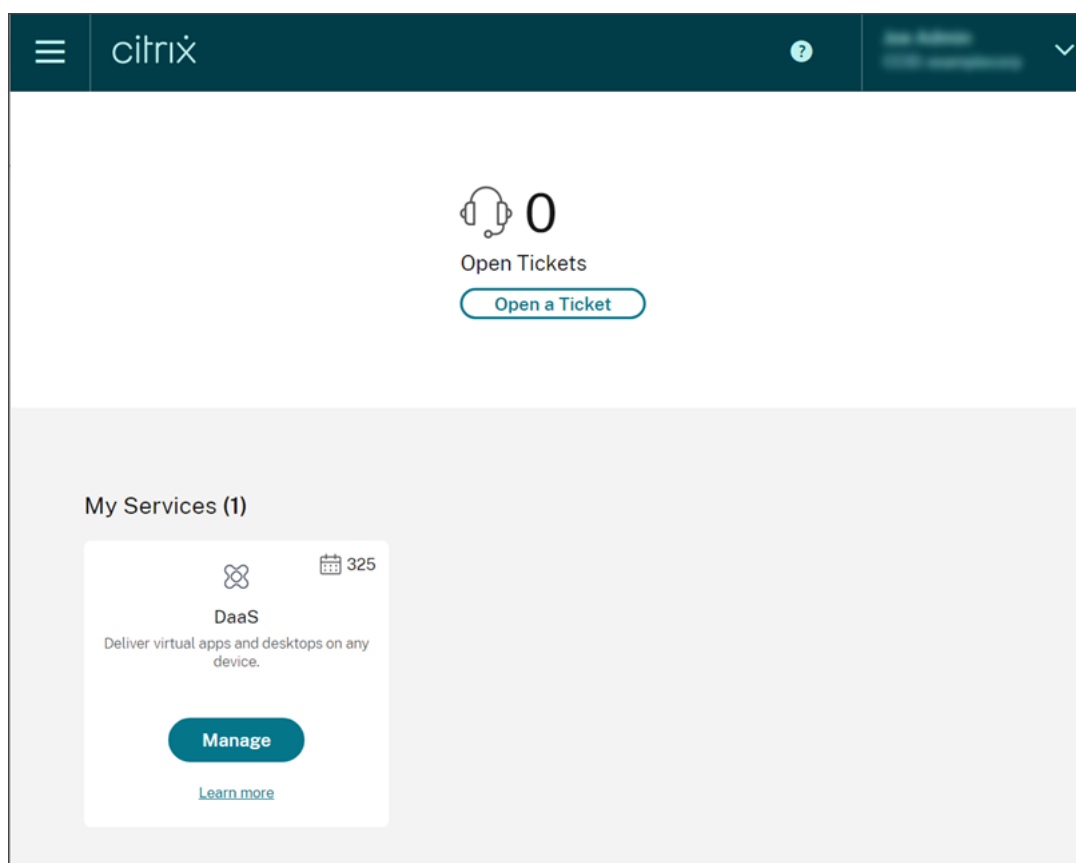 citrix
?
0
Open Tickets
Open a Ticket
My Services (1)
325
DaaS
Deliver virtual apps and desktops on any
device.
Manage
Learn more